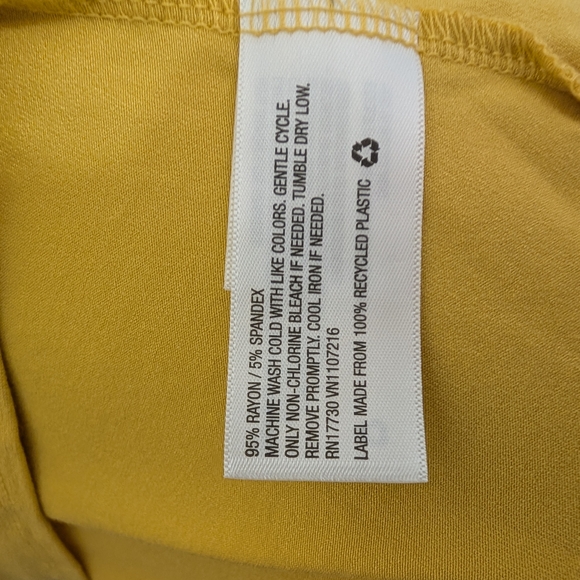 95% RAYON / 5% SPANDEX
MACHINE WASH COLD WITH LIKE COLORS. GENTLE CYCLE.
ONLY NON-CHLORINE BLEACH IF NEEDED. TUMBLE DRY LOW.
REMOVE PROMPTLY. COOL IRON IF NEEDED.
RN17730 VN1107216
LABEL MADE FROM 100% RECYCLED PLASTIC